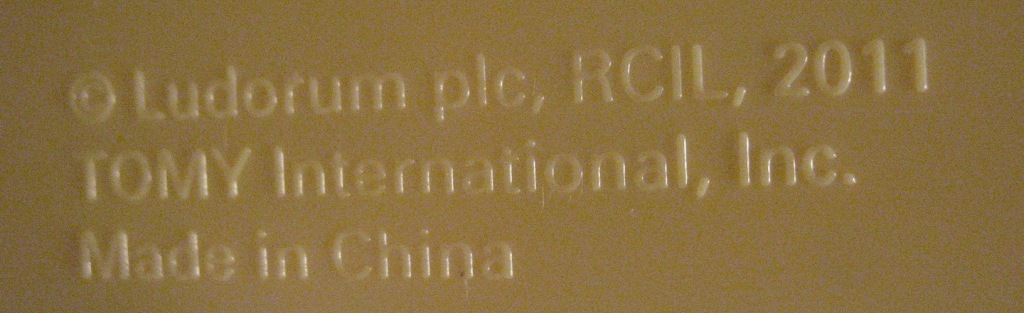 © Ludorum plc, RCIL, 2011
TOMY International, Inc.
Made in China